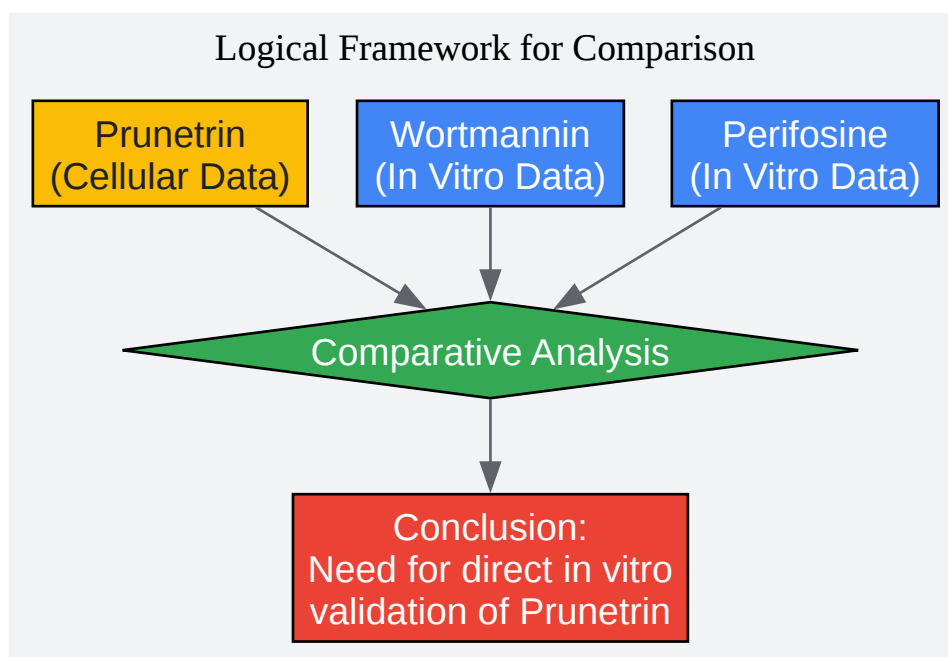 Logical Framework for Comparison
Prunetrin
(Cellular Data)
Wortmannin
(In Vitro Data)
Perifosine
(In Vitro Data)
Comparative Analysis
Conclusion:
Need for direct in vitro
validation of Prunetrin